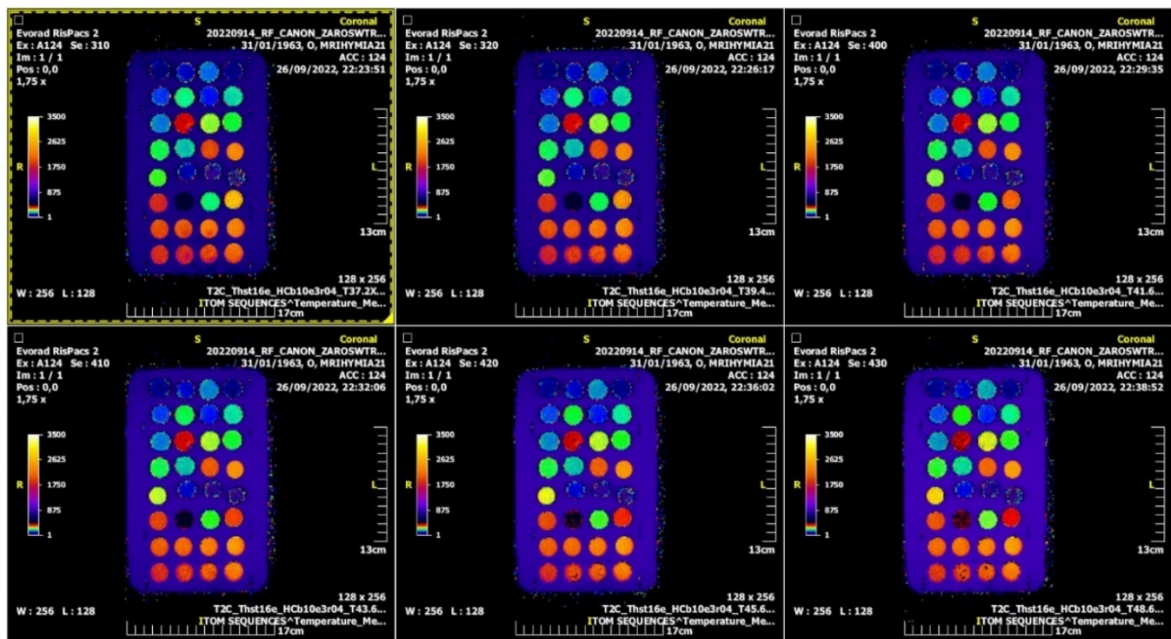 S
Coronal
Evorad RisPacs 2
20220914_RF_CANON_ZAROSWTR...
Ex : A124 Se : 310
31/01/1963, O, MRIHYMIA21
Im : 1 / 1
ACC : 124
Pos : 0,0
26/09/2022, 22:23:51
1,75 x
3500
2625
1750
875
1
R
L
13cm
128 x 256
W : 256 L : 128
T2C_Thst16e_HCb10e3r04_T37.2X...
ITOM SEQUENCES^Temperature_Me...
17cm
S
Coronal
Evorad RisPacs 2
20220914_RF_CANON_ZAROSWTR...
Ex : A124 Se : 320
31/01/1963, O, MRIHYMIA21
Im : 1 / 1
ACC : 124
Pos : 0,0
26/09/2022, 22:26:17
1,75 x
3500
2625
1750
875
1
R
L
13cm
128 x 256
W : 256 L : 128
T2C_Thst16e_HCb10e3r04_T39.4...
ITOM SEQUENCES^Temperature_Me...
17cm
S
Coronal
Evorad RisPacs 2
20220914_RF_CANON_ZAROSWTR...
Ex : A124 Se : 400
31/01/1963, O, MRIHYMIA21
Im : 1 / 1
ACC : 124
Pos : 0,0
26/09/2022, 22:29:35
1,75 x
3500
2625
1750
875
1
R
L
13cm
128 x 256
W : 256 L : 128
T2C_Thst16e_HCb10e3r04_T41.6...
ITOM SEQUENCES^Temperature_Me...
17cm
S
Coronal
Evorad RisPacs 2
20220914_RF_CANON_ZAROSWTR...
Ex : A124 Se : 410
31/01/1963, O, MRIHYMIA21
Im : 1 / 1
ACC : 124
Pos : 0,0
26/09/2022, 22:32:06
1,75 x
3500
2625
1750
875
1
R
L
13cm
128 x 256
W : 256 L : 128
T2C_Thst16e_HCb10e3r04_T43.6...
ITOM SEQUENCES^Temperature_Me...
17cm
S
Coronal
Evorad RisPacs 2
20220914_RF_CANON_ZAROSWTR...
Ex : A124 Se : 420
31/01/1963, O, MRIHYMIA21
Im : 1 / 1
ACC : 124
Pos : 0,0
26/09/2022, 22:36:02
1,75 x
3500
2625
1750
875
1
R
L
13cm
128 x 256
W : 256 L : 128
T2C_Thst16e_HCb10e3r04_T45.6...
ITOM SEQUENCES^Temperature_Me...
17cm
S
Coronal
Evorad RisPacs 2
20220914_RF_CANON_ZAROSWTR...
Ex : A124 Se : 430
31/01/1963, O, MRIHYMIA21
Im : 1 / 1
ACC : 124
Pos : 0,0
26/09/2022, 22:38:52
1,75 x
3500
2625
1750
875
1
R
L
13cm
128 x 256
W : 256 L : 128
T2C_Thst16e_HCb10e3r04_T48.6...
ITOM SEQUENCES^Temperature_Me...
17cm